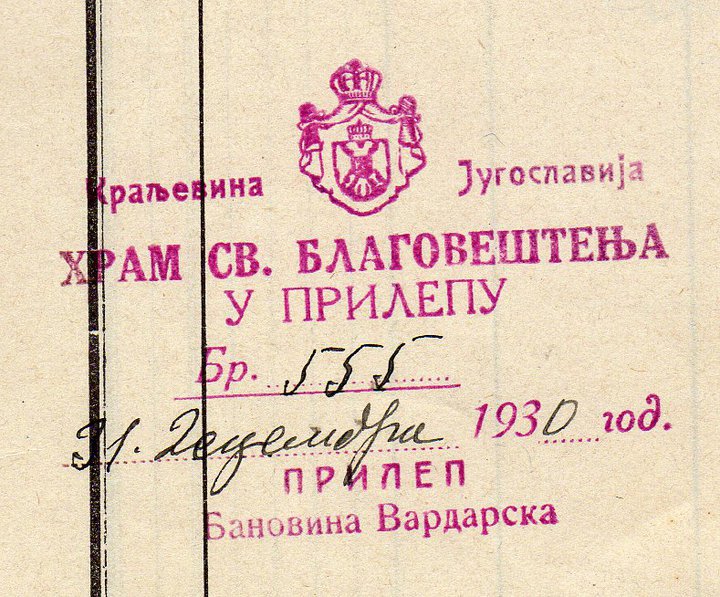 Краљевина Југославија
ХРАМ СВ. БЛАГОВЕШТЕЊА
У ПРИЛЕПУ
Бр. 555
31. Децембра 1930 год.
ПРИЛЕП
Бановина Вардарска